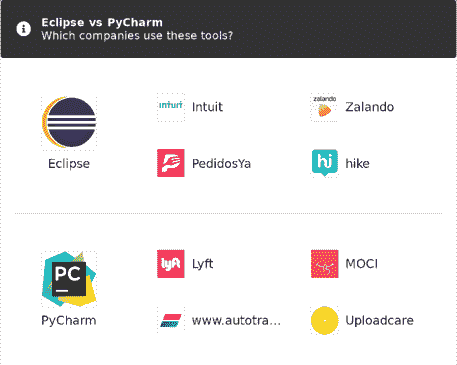 Eclipse vs PyCharm
Which companies use these tools?
intuit
Intuit
zalando
Zalando
Eclipse
PedidosYa
hi
hike
PC
PyCharm
lyft
Lyft
MOCI
www.autotra...
Uploadcare